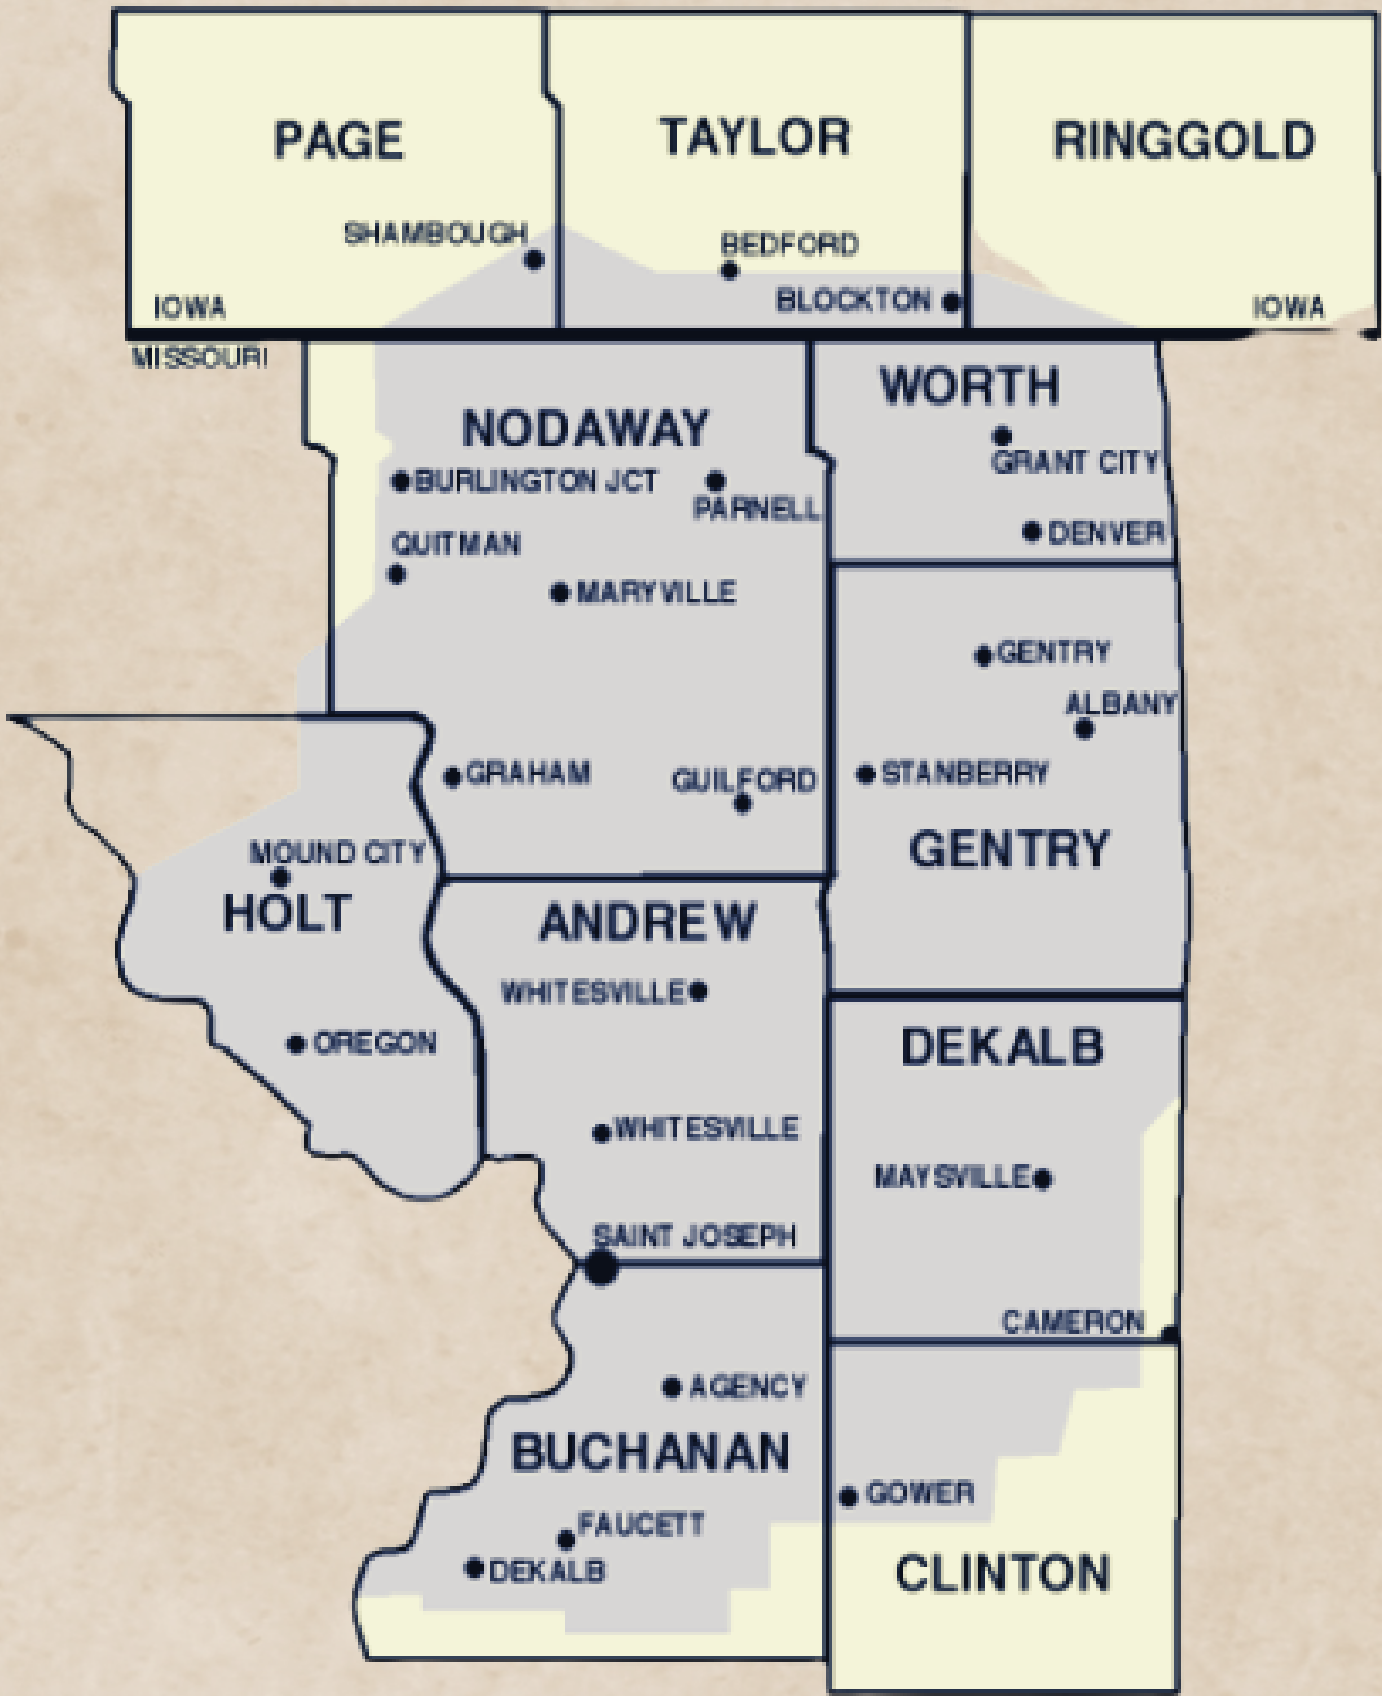 PAGE
TAYLOR
RINGGOLD
SHAMBOUGH
BEDFORD
BLOCKTON
IOWA
IOWA
MISSOURI
WORTH
NODAWAY
GRANT CITY
BURLINGTON JCT
PARNELL
DENVER
QUITMAN
MARYVILLE
GENTRY
ALBANY
GRAHAM
GUILFORD
STANBERRY
GENTRY
MOUND CITY
HOLT
ANDREW
WHITESVILLE
OREGON
DEKALB
WHITESVILLE
MAYSVILLE
SAINT JOSEPH
CAMERON
AGENCY
BUCHANAN
GOWER
FAUCETT
DEKALB
CLINTON